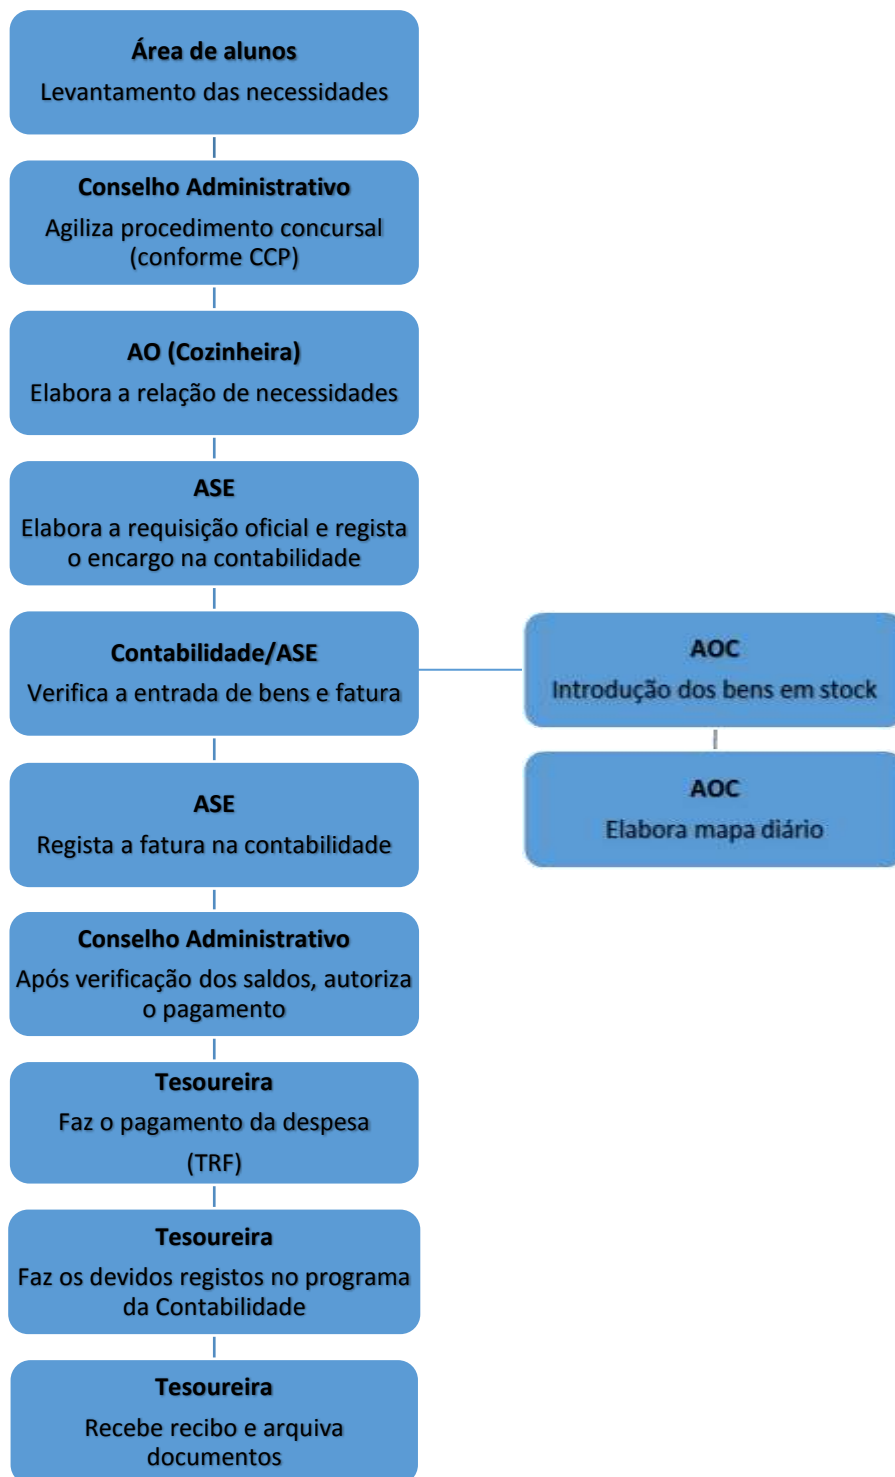 Área de alunos
Levantamento das necessidades
Conselho Administrativo
Agiliza procedimento concursal
(conforme CCP)
AO (Cozinheira)
Elabora a relação de necessidades
ASE
Elabora a requisição oficial e regista
o encargo na contabilidade
Contabilidade/ASE
Verifica a entrada de bens e fatura
AOC
Introdução dos bens em stock
AOC
Elabora mapa diário
ASE
Regista a fatura na contabilidade
Conselho Administrativo
Após verificação dos saldos, autoriza
o pagamento
Tesoureira
Faz o pagamento da despesa
(TRF)
Tesoureira
Faz os devidos registos no programa
da Contabilidade
Tesoureira
Recebe recibo e arquiva
documentos